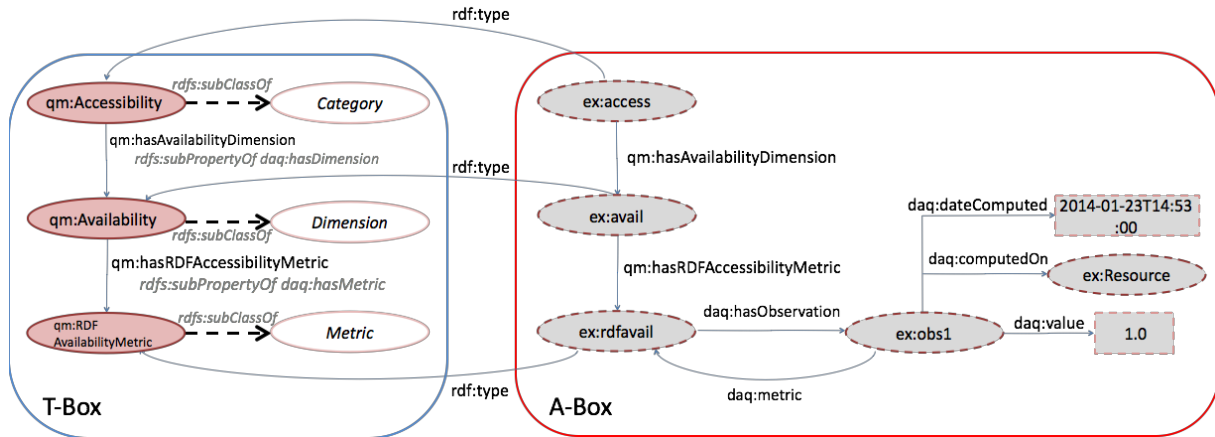 rdf:type
qm:Accessibility
rdfs:subClassOf
Category
ex:access
qm:hasAvailabilityDimension
rdfs:subPropertyOf daq:hasDimension
qm:hasAvailabilityDimension
rdf:type
qm:Availability
rdfs:subClassOf
Dimension
ex:avail
daq:dateComputed
2014-01-23T14:53
:00
qm:hasRDFAccessibilityMetric
rdfs:subPropertyOf daq:hasMetric
qm:hasRDFAccessibilityMetric
daq:computedOn
ex:Resource
qm:RDF
AvailabilityMetric
rdfs:subClassOf
Metric
ex:rdfavail
daq:hasObservation
ex:obs1
daq:value
1.0
rdf:type
daq:metric
T-Box
A-Box